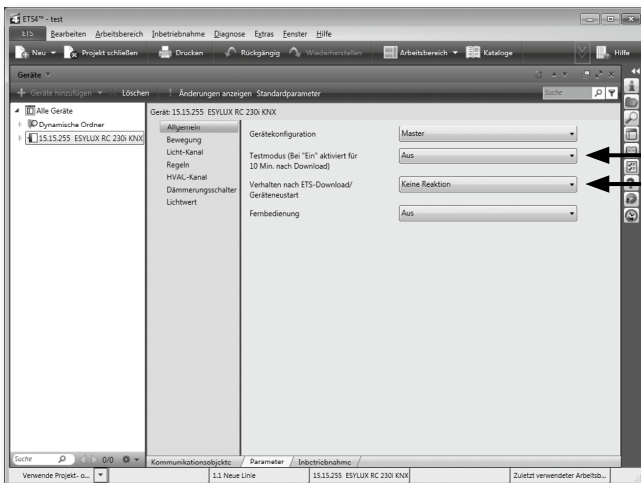 ETS4™ - test
ETS Bearbeiten Arbeitsbereich Inbetriebnahme Diagnose Extras Fenster Hilfe
Neu Projekt schließen Drucken Rückgängig Wiederherstellen Arbeitsbereich Kataloge Hilfe
Geräte
Geräte hinzufügen Löschen Änderungen anzeigen Standardparameter Suche
Alle Geräte
Dynamische Ordner
15.15.255 ESYLUX RC 230i KNX
Gerät: 15.15.255 ESYLUX RC 230i KNX
Allgemein
Bewegung
Licht-Kanal
Regeln
HVAC-Kanal
Dämmerungsschalter
Lichtwert
Gerätekonfiguration Master
Testmodus (Bei "Ein" aktiviert für
10 Min. nach Download) Aus
Verhalten nach ETS-Download/
Geräteneustart Keine Reaktion
Fernbedienung Aus
Suche 0/0
Kommunikationsobjekte Parameter Inbetriebnahme
Verwende Projekt- o... 1.1 Neue Linie 15.15.255 ESYLUX RC 230i KNX Zuletzt verwendeter Arbeitsb...